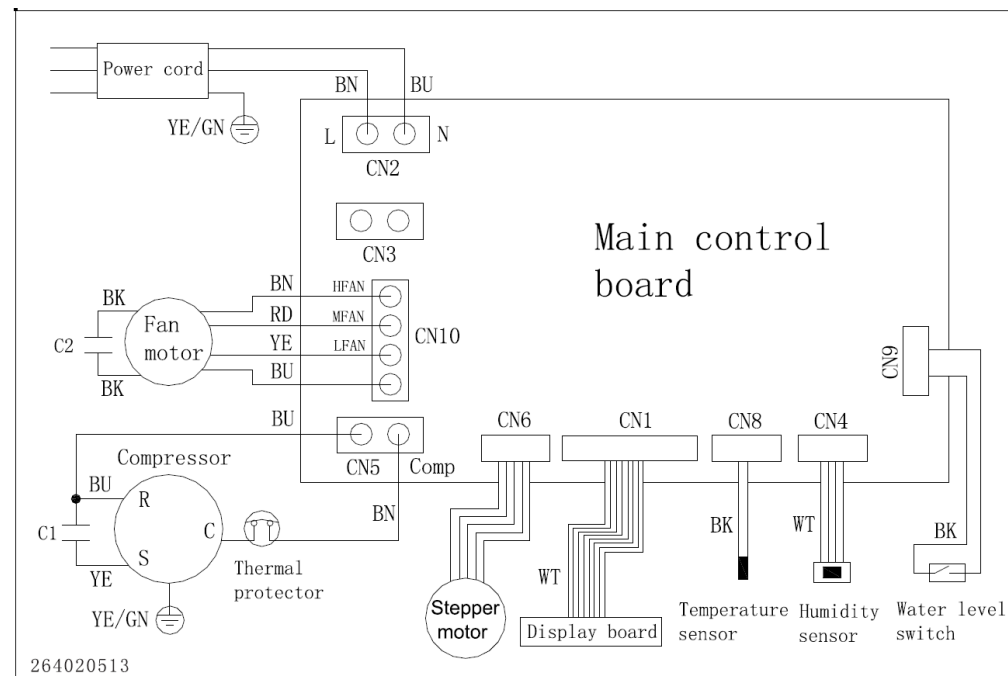 Power cord
BN
BU
YE/GN
L
N
CN2
CN3
Main control
board
BN
HFAN
RD
MFAN
YE
LFAN
BU
CN10
BK
Fan
motor
C2
BK
CN9
BU
CN5
Comp
CN6
CN1
CN8
CN4
Compressor
BU
R
C
S
C1
YE
BN
Thermal
protector
YE/GN
WT
BK
WT
BK
Stepper
motor
Display board
Temperature
sensor
Humidity
sensor
Water level
switch
264020513